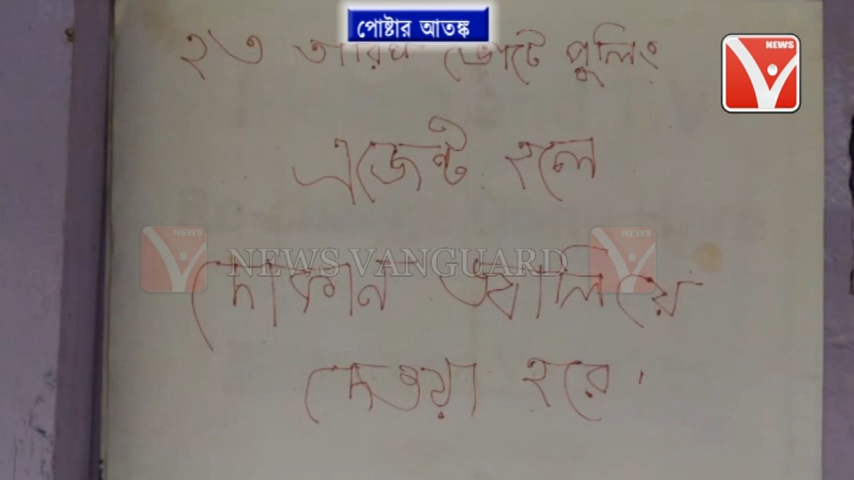 পোষ্টার আতঙ্ক
NEWS
২৩ তারিখ ভোটে পুলিং
এজেন্ট হলে
NEWS
NEWS
NEWS VANGUARD
দোকান জ্বালিয়ে
দেওয়া হবে।